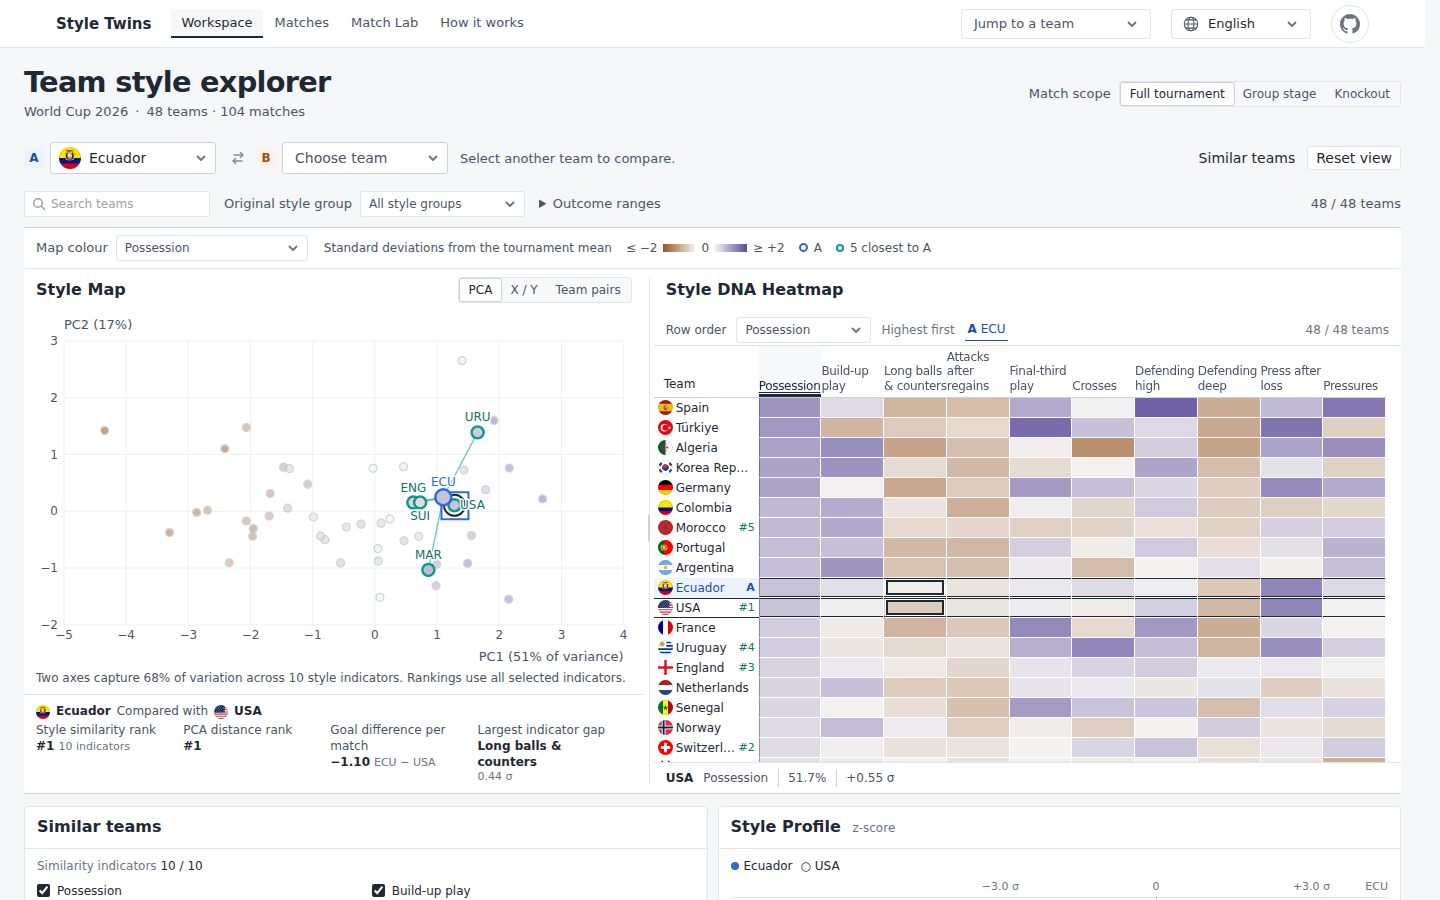 Style Twins
Workspace
Matches
Match Lab
How it works
Jump to a team
English
Team style explorer
World Cup 2026 · 48 teams · 104 matches
Match scope
Full tournament
Group stage
Knockout
A
Ecuador
B
Choose team
Select another team to compare.
Similar teams
Reset view
Search teams
Original style group
All style groups
Outcome ranges
48 / 48 teams
Map colour
Possession
Standard deviations from the tournament mean
≤ −2
0
≥ +2
A
5 closest to A
Style Map
PCA
X / Y
Team pairs
PC2 (17%)
3
2
1
0
−1
−2
−5
−4
−3
−2
−1
0
1
2
3
4
URU
ECU
ENG
USA
SUI
MAR
PC1 (51% of variance)
Two axes capture 68% of variation across 10 style indicators. Rankings use all selected indicators.
Ecuador Compared with USA
Style similarity rank
#1 10 indicators
PCA distance rank
#1
Goal difference per
match
−1.10 ECU − USA
Largest indicator gap
Long balls &
counters
0.44 σ
Style DNA Heatmap
Row order
Possession
Highest first
A ECU
48 / 48 teams
Team
Possession
Build-up
play
Long balls
& counters
Attacks
after
regains
Final-third
play
Crosses
Defending
high
Defending
deep
Press after
loss
Pressures
Spain
Türkiye
Algeria
Korea Rep...
Germany
Colombia
Morocco #5
Portugal
Argentina
Ecuador A
USA #1
France
Uruguay #4
England #3
Netherlands
Senegal
Norway
Switzerl... #2
USA Possession 51.7% +0.55 σ
Similar teams
Similarity indicators 10 / 10
Possession
Build-up play
Style Profile z-score
Ecuador
USA
−3.0 σ
0
+3.0 σ
ECU